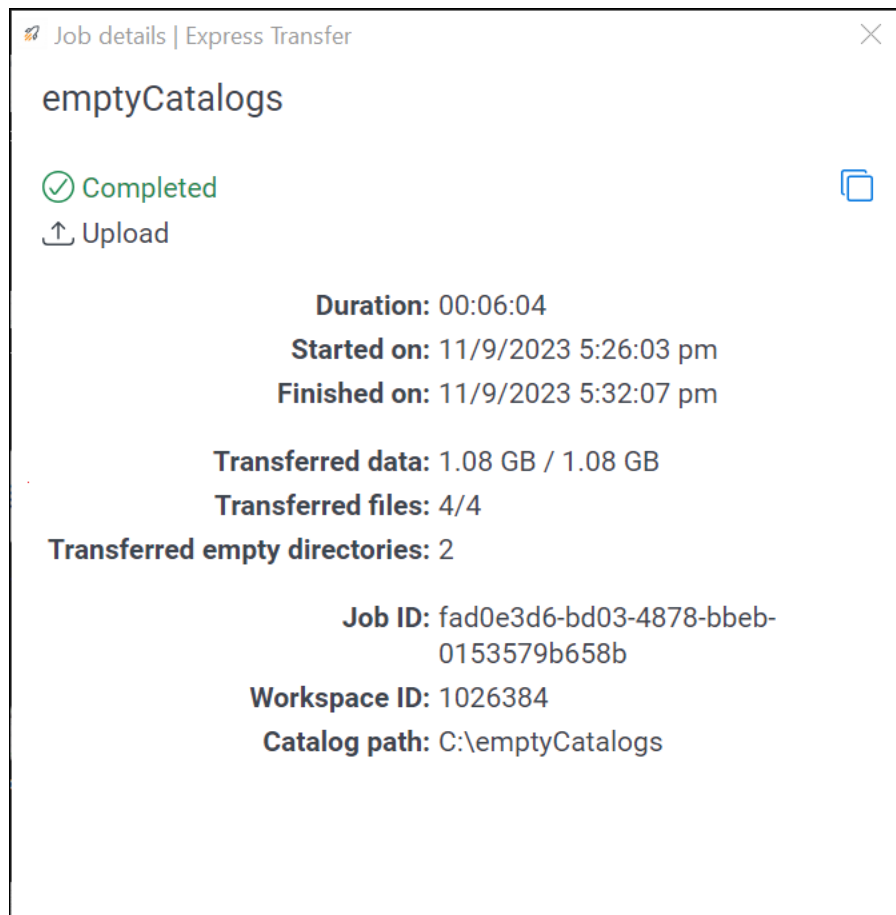 Job details | Express Transfer
emptyCatalogs
Completed
Upload
Duration: 00:06:04
Started on: 11/9/2023 5:26:03 pm
Finished on: 11/9/2023 5:32:07 pm
Transferred data: 1.08 GB / 1.08 GB
Transferred files: 4/4
Transferred empty directories: 2
Job ID: fad0e3d6-bd03-4878-bbeb-
0153579b658b
Workspace ID: 1026384
Catalog path: C:\emptyCatalogs